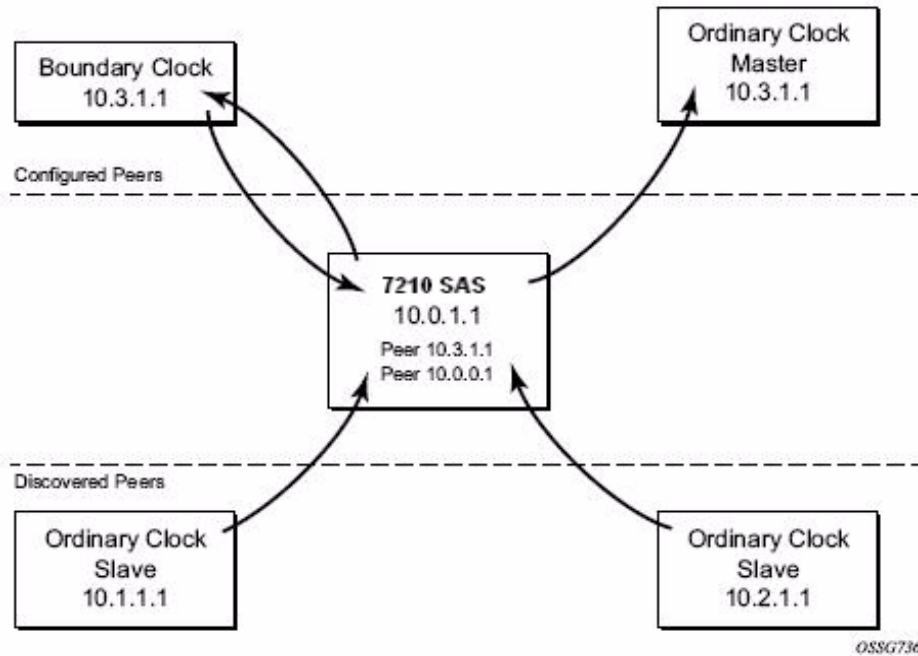 Boundary Clock
10.3.1.1
Ordinary Clock
Master
10.3.1.1
Configured Peers
7210 SAS
10.0.1.1
Peer 10.3.1.1
Peer 10.0.0.1
Discovered Peers
Ordinary Clock
Slave
10.1.1.1
Ordinary Clock
Slave
10.2.1.1
OSSG736